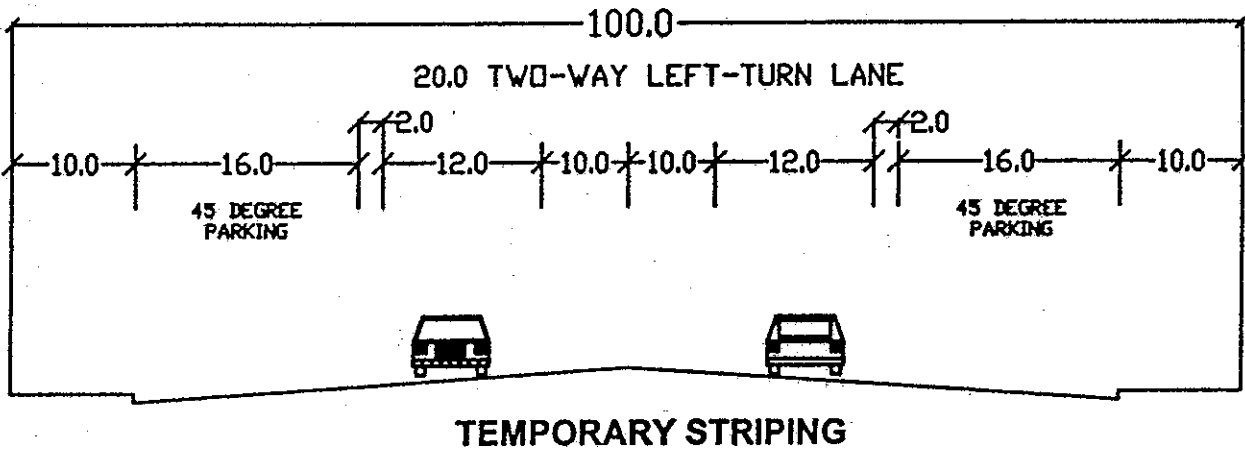 100.0
20.0 TWO-WAY LEFT-TURN LANE
2.0 2.0
10.0 16.0 12.0 10.0 10.0 12.0 16.0 10.0
45 DEGREE
PARKING
45 DEGREE
PARKING
TEMPORARY STRIPING